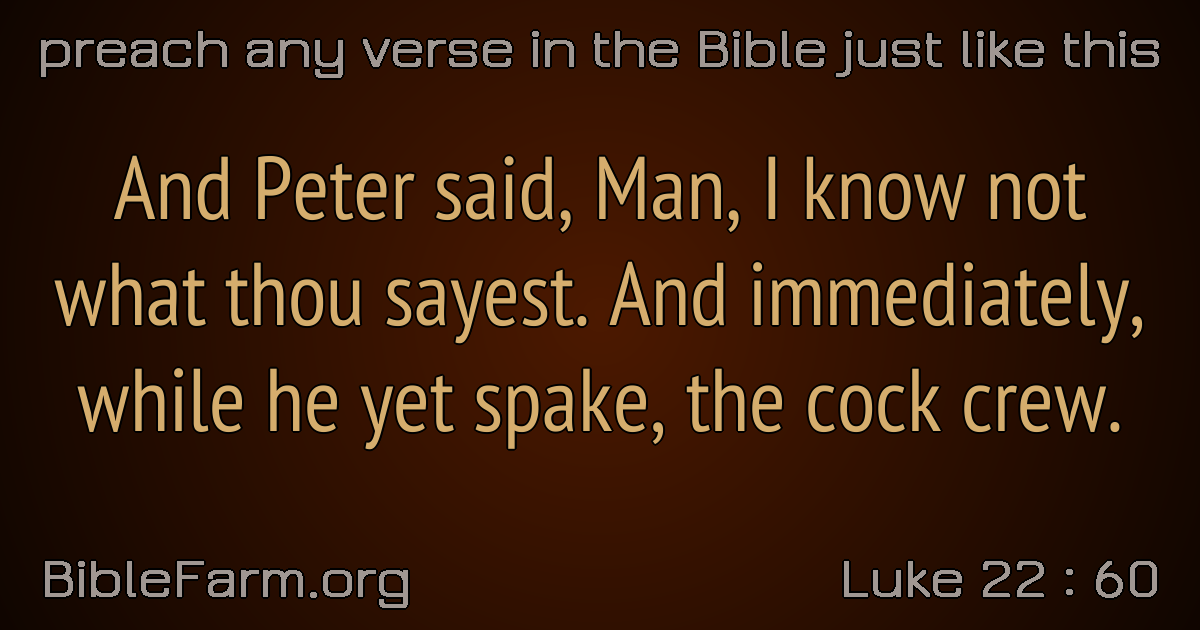 preach any verse in the Bible just like this
And Peter said, Man, I know not
what thou sayest. And immediately,
while he yet spake, the cock crew.
BibleFarm.org
Luke 22 : 60